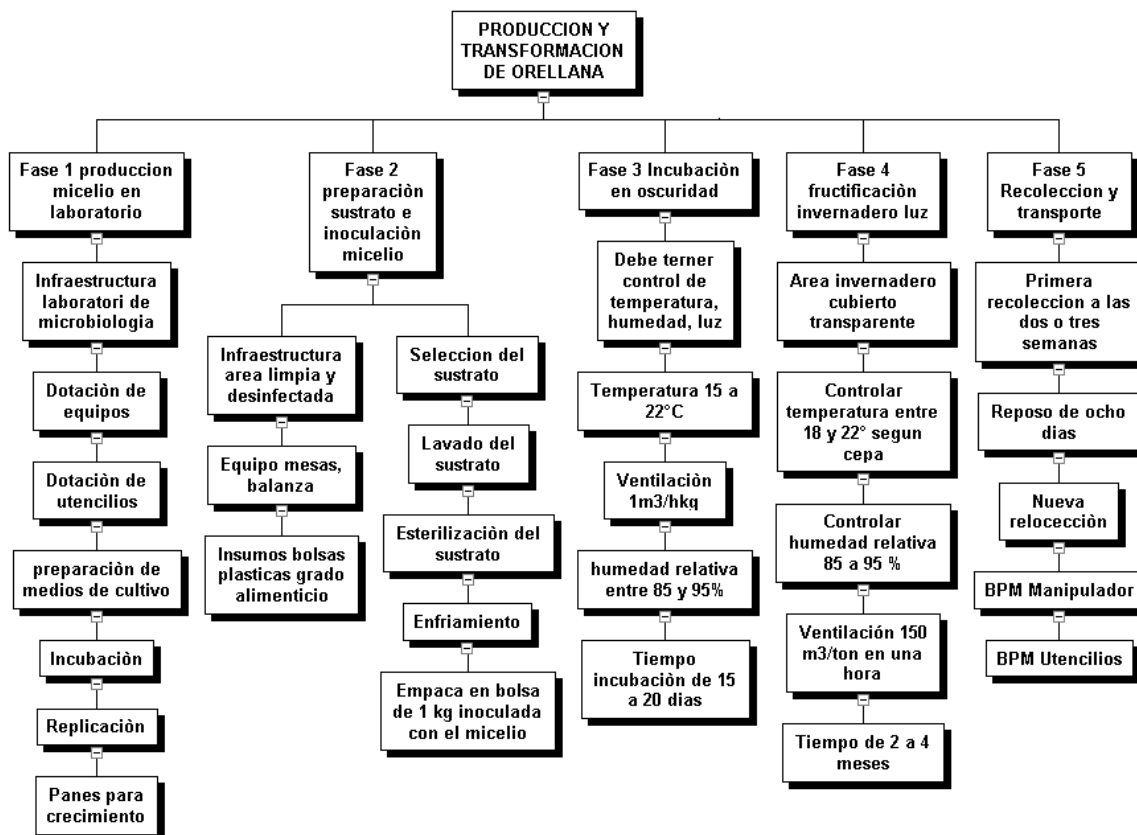 PRODUCCION Y
TRANSFORMACION
DE ORELLANA
Fase 1 produccion
micelio en
laboratorio
Infraestructura
laboratori de
microbiologia
Dotaciòn de
equipos
Dotaciòn de
utencilios
preparaciòn de
medios de cultivo
Incubaciòn
Replicaciòn
Panes para
crecimiento
Fase 2
preparaciòn
sustrato e
inoculaciòn
micelio
Infraestructura
area limpia y
desinfectada
Equipo mesas,
balanza
Insumos bolsas
plasticas grado
alimenticio
Seleccion del
sustrato
Lavado del
sustrato
Esterilizaciòn del
sustrato
Enfriamiento
Empaca en bolsa
de 1 kg inoculada
con el micelio
Fase 3 Incubaciòn
en oscuridad
Debe terner
control de
temperatura,
humedad, luz
Temperatura 15 a
22°C
Ventilaciòn
1m3/hkq
humedad relativa
entre 85 y 95%
Tiempo
incubaciòn de 15
a 20 dias
Fase 4
fructificaciòn
invernadero luz
Area invernadero
cubierto
transparente
Controlar
temperatura entre
18 y 22° segun
cepa
Controlar
humedad relativa
85 a 95 %
Ventilaciòn 150
m3/ton en una
hora
Tiempo de 2 a 4
meses
Fase 5
Recoleccion y
transporte
Primera
recoleccion a las
dos o tres
semanas
Reposo de ocho
dias
Nueva
relocecciòn
BPM Manipulador
BPM Utencilios